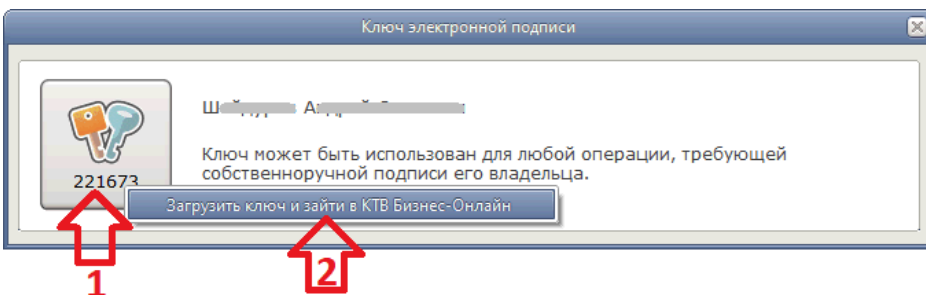 Ключ электронной подписи
Ключ может быть использован для любой операции, требующей
собственноручной подписи его владельца.
221673
Загрузить ключ и зайти в КТВ Бизнес-Онлайн
1
2